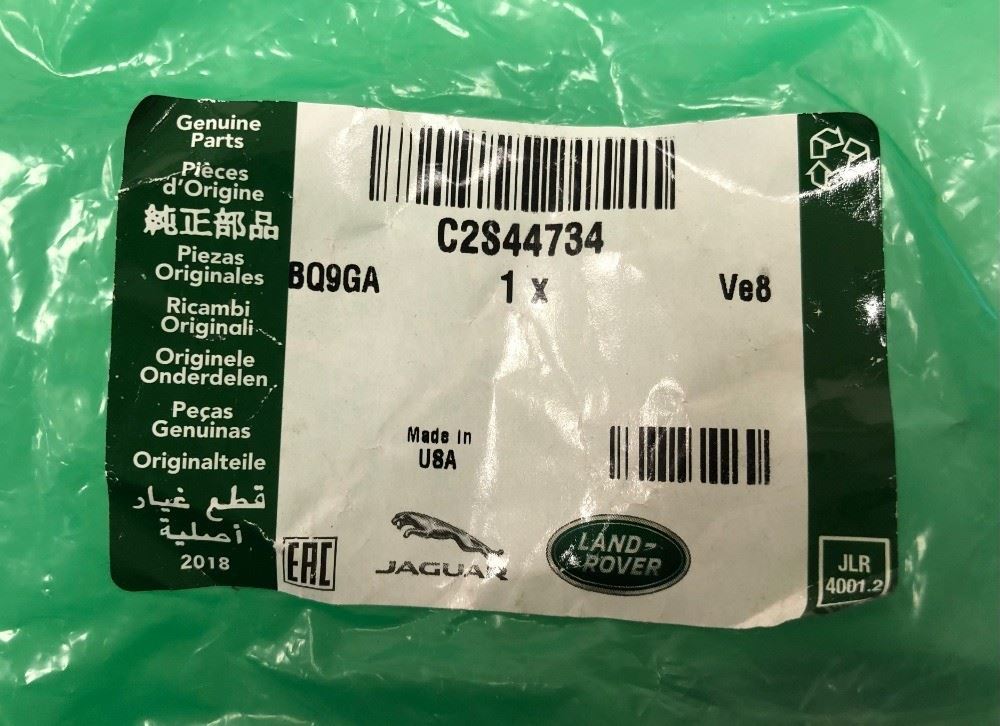 Genuine
Parts
Pièces
d'Origine
純正部品
Piezas
Originales
Ricambi
Originali
Originele
Onderdelen
Peças
Genuinas
Originalteile
قطع غيار
أصلية
2018
C2S44734
BQ9GA 1 x Ve8
Made in
USA
EAC
JAGUAR
LAND-
ROVER
JLR
4001.2